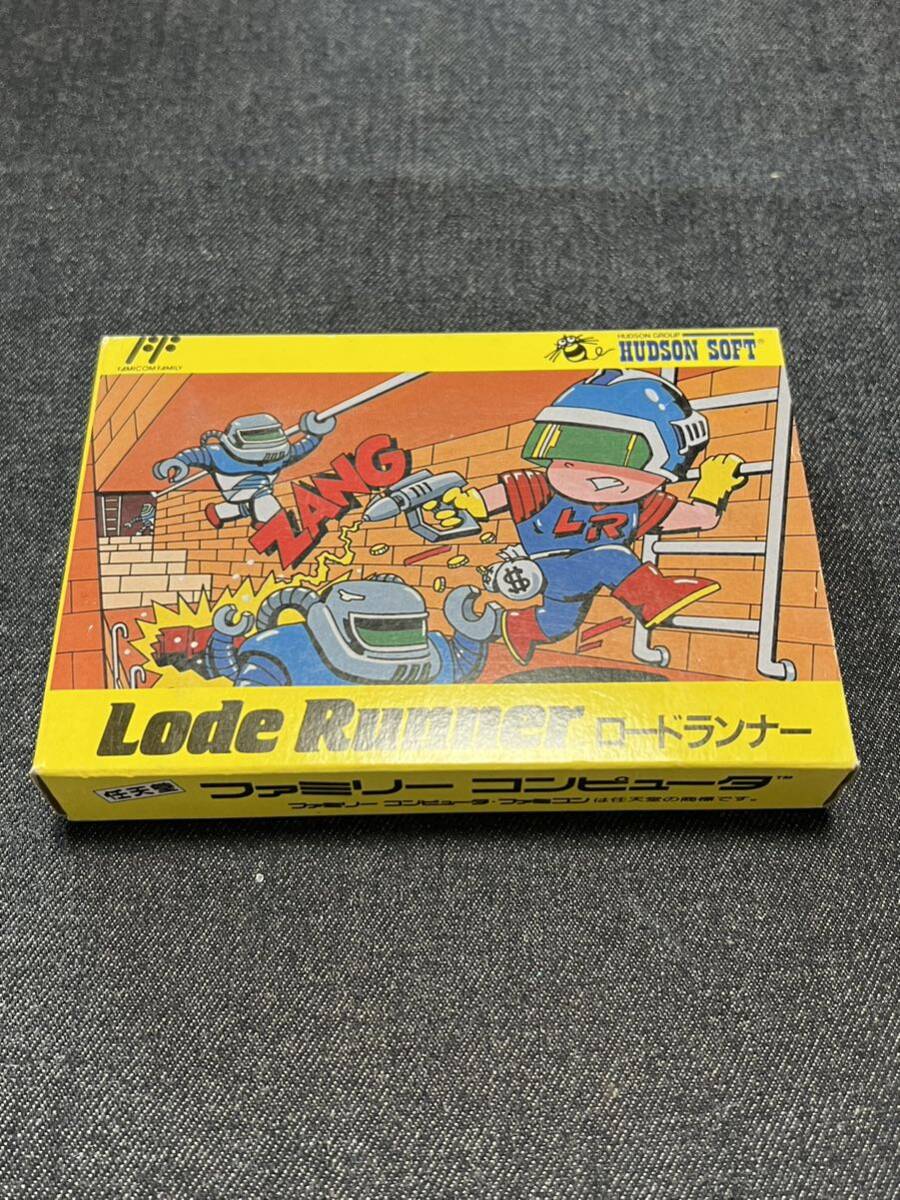 FAMICOM FAMILY
HUDSON GROUP
HUDSON SOFT®
ZANG
LR
$
Lode Runner ロードランナー
任天堂 ファミリー コンピュータ™
ファミリー コンピュータ・ファミコンは任天堂の商標です。